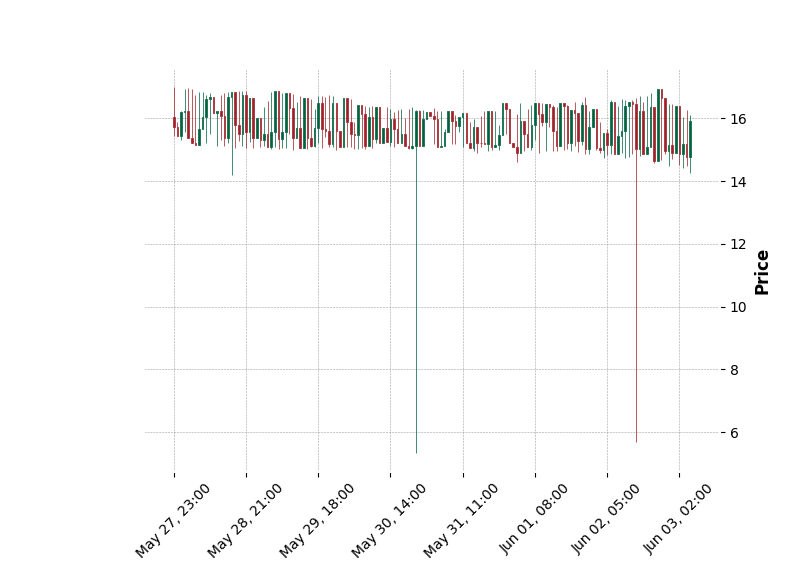 16
14
12
10
8
6
Price
May 27, 23:00
May 28, 21:00
May 29, 18:00
May 30, 14:00
May 31, 11:00
Jun 01, 08:00
Jun 02, 05:00
Jun 03, 02:00